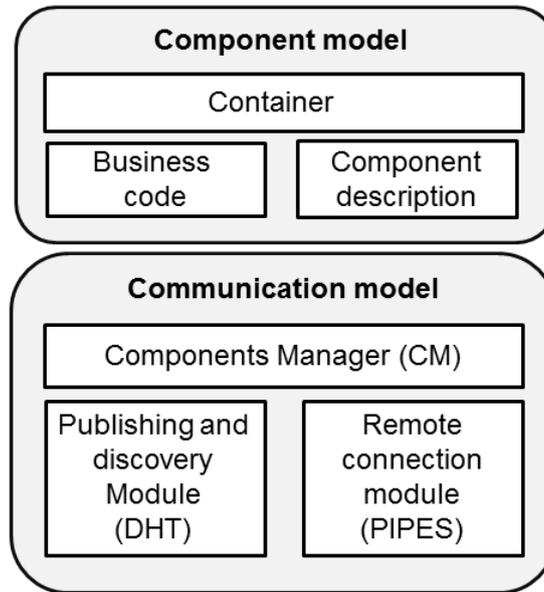 Component model
Container
Business
code
Component
description
Communication model
Components Manager (CM)
Publishing and
discovery
Module
(DHT)
Remote
connection
module
(PIPES)